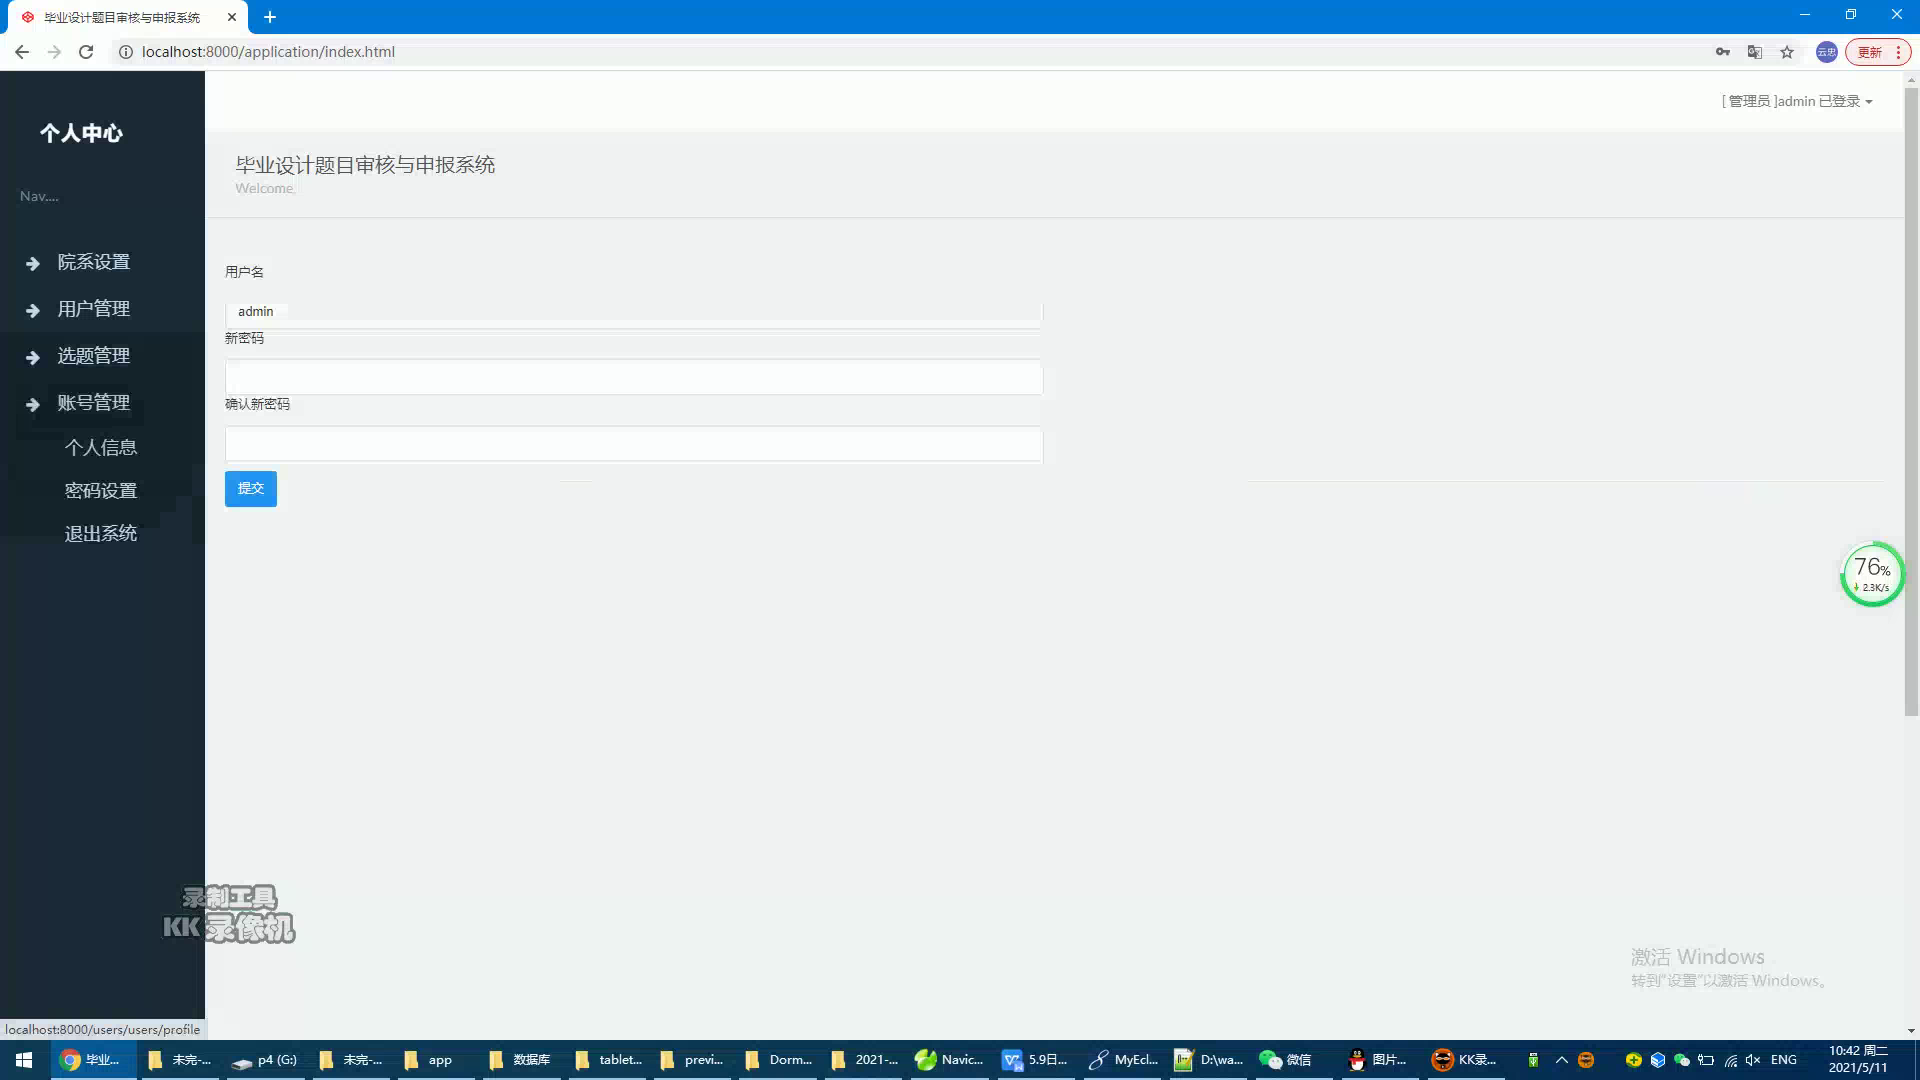 毕业设计题目审核与申报系统
localhost:8000/application/index.html
云忠
更新
个人中心
[ 管理员 ]admin 已登录
毕业设计题目审核与申报系统
Welcome,
Nav....
院系设置
用户管理
选题管理
账号管理
个人信息
密码设置
退出系统
用户名
admin
新密码
确认新密码
提交
76%
2.3K/s
录制工具
KK 录像机
激活 Windows
转到"设置"以激活 Windows。
localhost:8000/users/users/profile
毕业...
未完-...
p4 (G:)
未完-...
app
数据库
tablet...
previ...
Dorm...
2021-...
Navic...
5.9日...
MyEcl...
D:\wa...
微信
图片...
KK录...
ENG
10:42 周二
2021/5/11